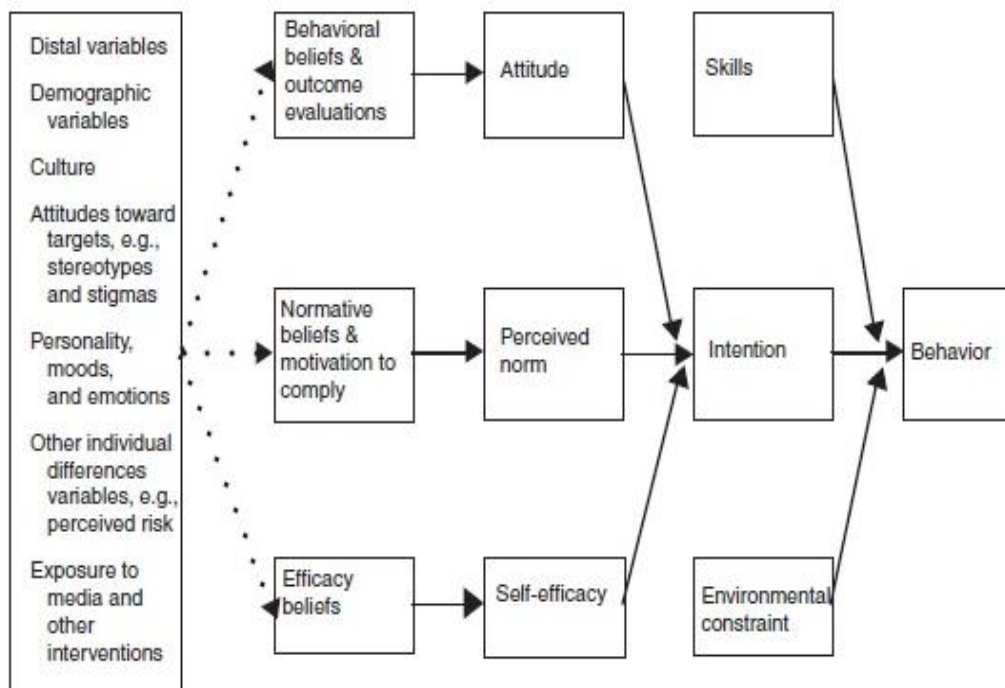 Distal variables
Demographic
variables
Culture
Attitudes toward
targets, e.g.,
stereotypes
and stigmas
Personality,
moods,
and emotions
Other individual
differences
variables, e.g.,
perceived risk
Exposure to
media and
other
interventions
Behavioral
beliefs &
outcome
evaluations
Attitude
Skills
Normative
beliefs &
motivation to
comply
Perceived
norm
Intention
Behavior
Efficacy
beliefs
Self-efficacy
Environmental
constraint